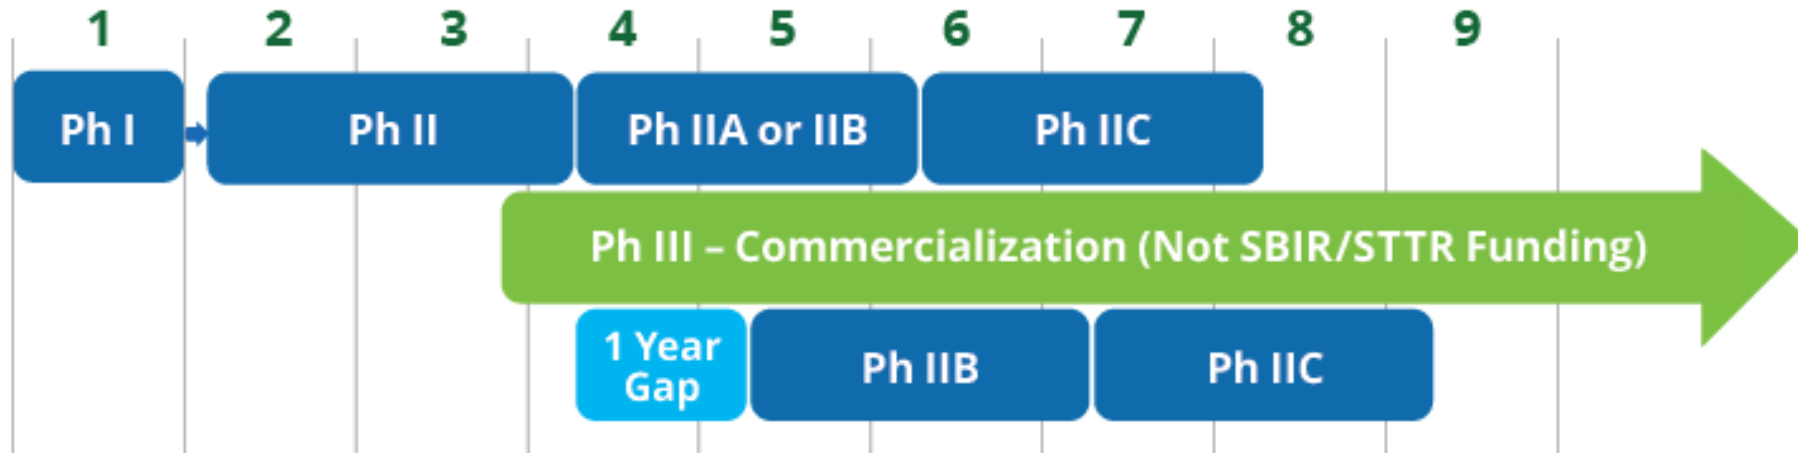 1 2 3 4 5 6 7 8 9
Ph I Ph II Ph IIA or IIB Ph IIC
Ph III – Commercialization (Not SBIR/STTR Funding)
1 Year
Gap
Ph IIB Ph IIC